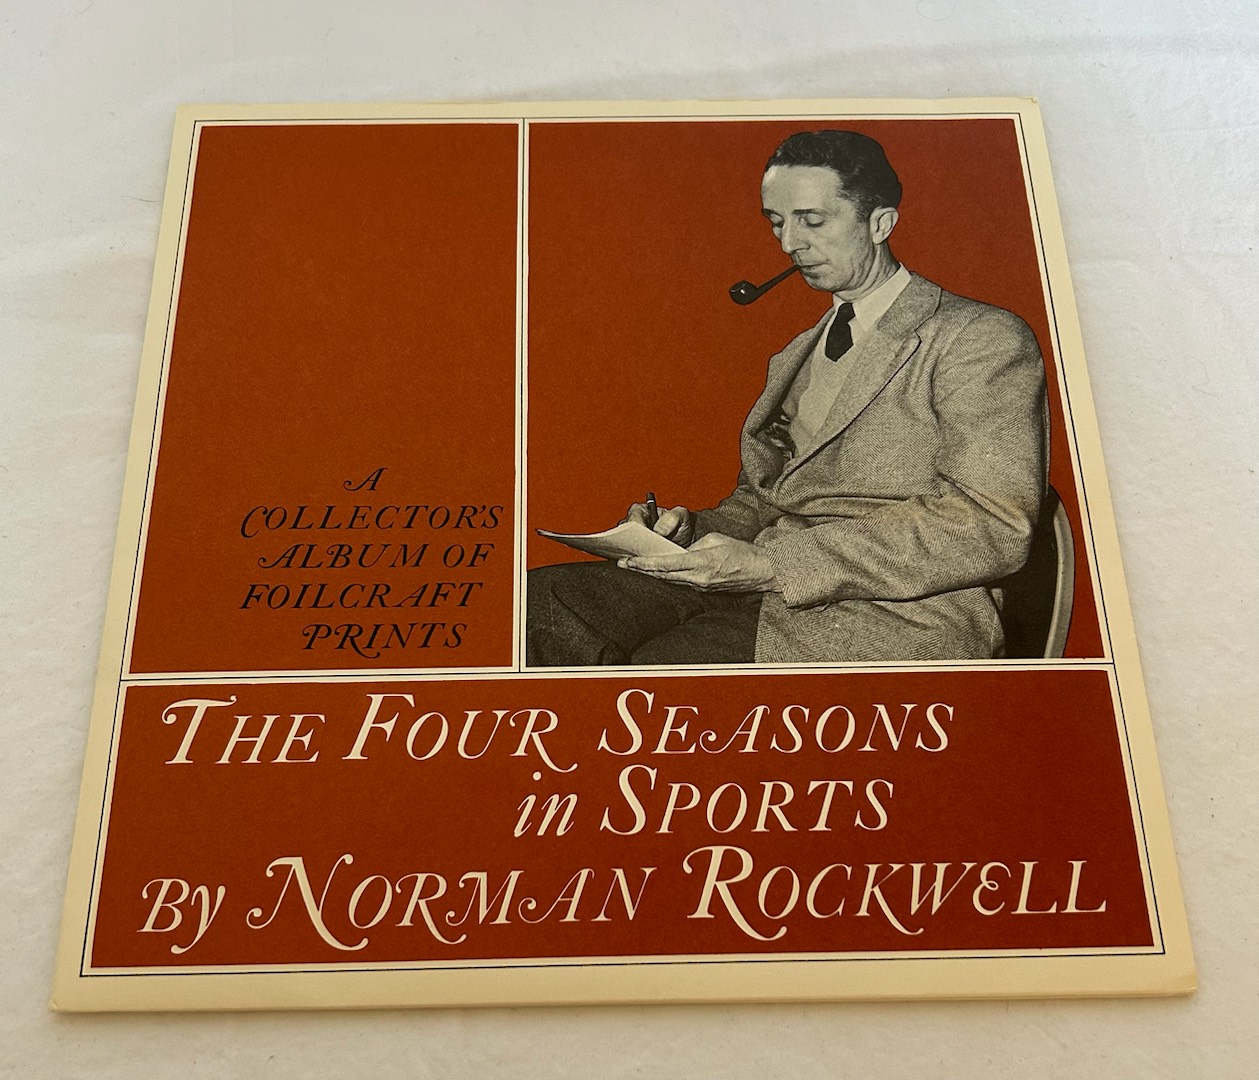 A
COLLECTOR'S
ALBUM OF
FOILCRAFT
PRINTS
THE FOUR SEASONS
in SPORTS
By NORMAN ROCKWELL